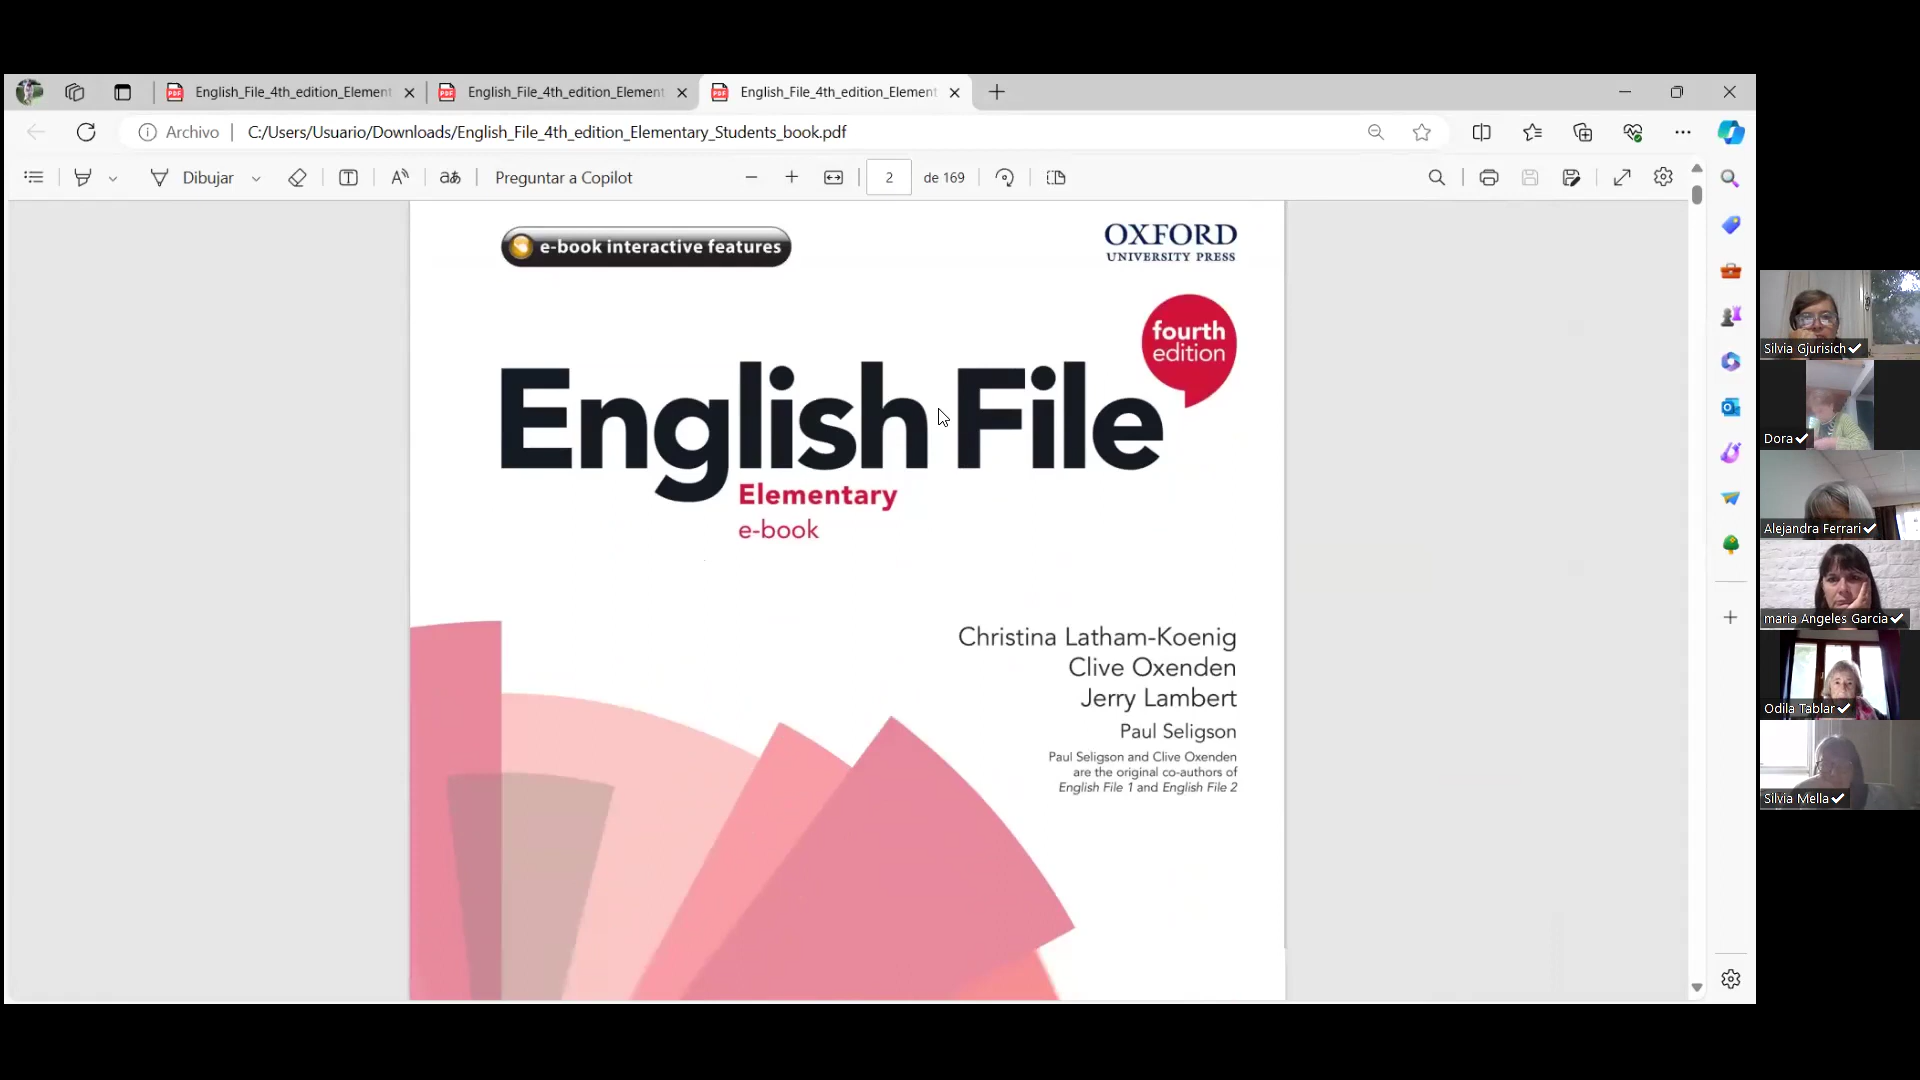 English_File_4th_edition_Element
English_File_4th_edition_Element
English_File_4th_edition_Element
Archivo
C:/Users/Usuario/Downloads/English_File_4th_edition_Elementary_Students_book.pdf
Dibujar
aあ
Preguntar a Copilot
2
de 169
e-book interactive features
OXFORD
UNIVERSITY PRESS
fourth
edition
English File
Elementary
e-book
Christina Latham-Koenig
Clive Oxenden
Jerry Lambert
Paul Seligson
Paul Seligson and Clive Oxenden
are the original co-authors of
English File 1 and English File 2
Silvia Gjurisich
Dora
Alejandra Ferrari
maria Angeles Garcia
Odila Tablar
Silvia Mella